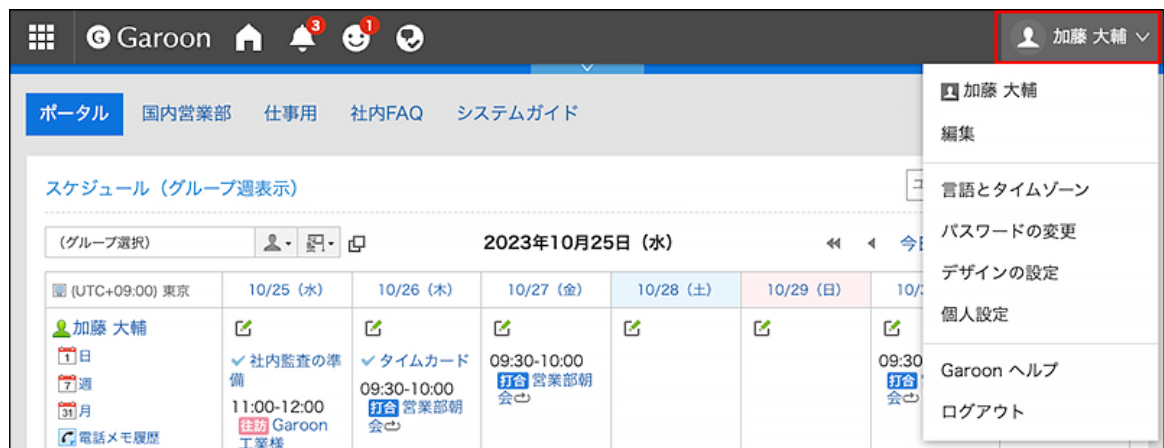 G Garoon 3 1 加藤 大輔
ポータル 国内営業部 仕事用 社内FAQ システムガイド
加藤 大輔
編集
言語とタイムゾーン
パスワードの変更
デザインの設定
個人設定
Garoon ヘルプ
ログアウト
スケジュール（グループ週表示）
(グループ選択) 2023年10月25日（水）
(UTC+09:00) 東京 10/25（水） 10/26（木） 10/27（金） 10/28（土） 10/29（日）
加藤 大輔
1 日
7 週
31 月
電話メモ履歴
社内監査の準
備
11:00-12:00
往訪 Garoon
工業様
タイムカード
09:30-10:00
打合 営業部朝
会
09:30-10:00
打合 営業部朝
会
09:30
打合
会